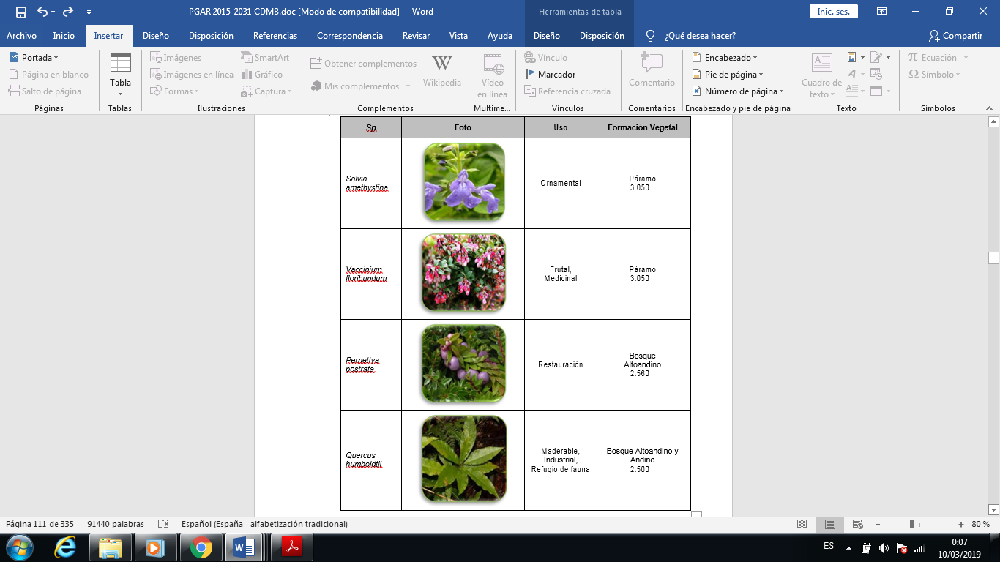 PGAR 2015-2031 CDMB.doc [Modo de compatibilidad] - Word
Herramientas de tabla
Inic. ses.
Archivo Inicio Insertar Diseño Disposición Referencias Correspondencia Revisar Vista Ayuda Diseño Disposición ¿Qué desea hacer? Compartir
Portada
Página en blanco
Salto de página
Páginas
Tabla
Tablas
Imágenes
Imágenes en línea
Formas
SmartArt
Gráfico
Captura
Ilustraciones
Obtener complementos
Mis complementos
W
Wikipedia
Complementos
Vídeo
en línea
Multime...
Vínculo
Marcador
Referencia cruzada
Vínculos
Comentario
Comentarios
Encabezado
Pie de página
Número de página
Encabezado y pie de página
Cuadro de
texto
Texto
π Ecuación
Ω Símbolo
Símbolos
Sp Foto Uso Formación Vegetal
Salvia
amethystina
Ornamental
Páramo
3.050
Vaccinium
floribundum
Frutal,
Medicinal
Páramo
3.050
Pernettya
postrata
Restauración
Bosque
Altoandino
2.560
Quercus
humboldtii
Maderable,
Industrial,
Refugio de fauna
Bosque Altoandino y
Andino
2.500
Página 111 de 335 91440 palabras Español (España - alfabetización tradicional) 80 %
ES
0:07
10/03/2019